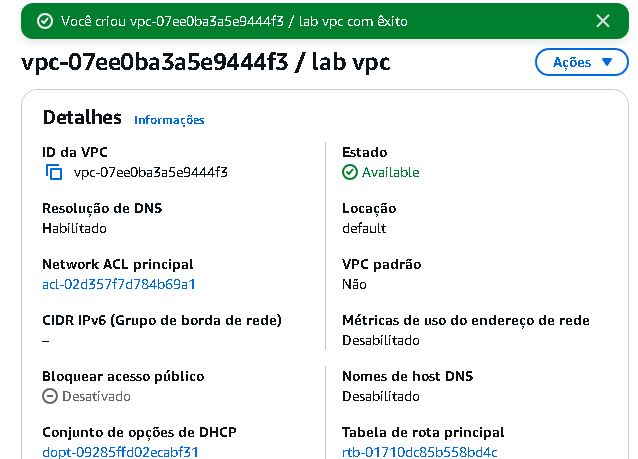 Você criou vpc-07ee0ba3a5e9444f3 / lab vpc com êxito
vpc-07ee0ba3a5e9444f3 / lab vpc
Ações
Detalhes Informações
ID da VPC
vpc-07ee0ba3a5e9444f3
Estado
Available
Resolução de DNS
Habilitado
Locação
default
Network ACL principal
acl-02d357f7d784b69a1
VPC padrão
Não
CIDR IPv6 (Grupo de borda de rede)
–
Métricas de uso do endereço de rede
Desabilitado
Bloquear acesso público
Desativado
Nomes de host DNS
Desabilitado
Conjunto de opções de DHCP
dopt-09285ffd02ecabf31
Tabela de rota principal
rtb-01710dc85b558bd4c